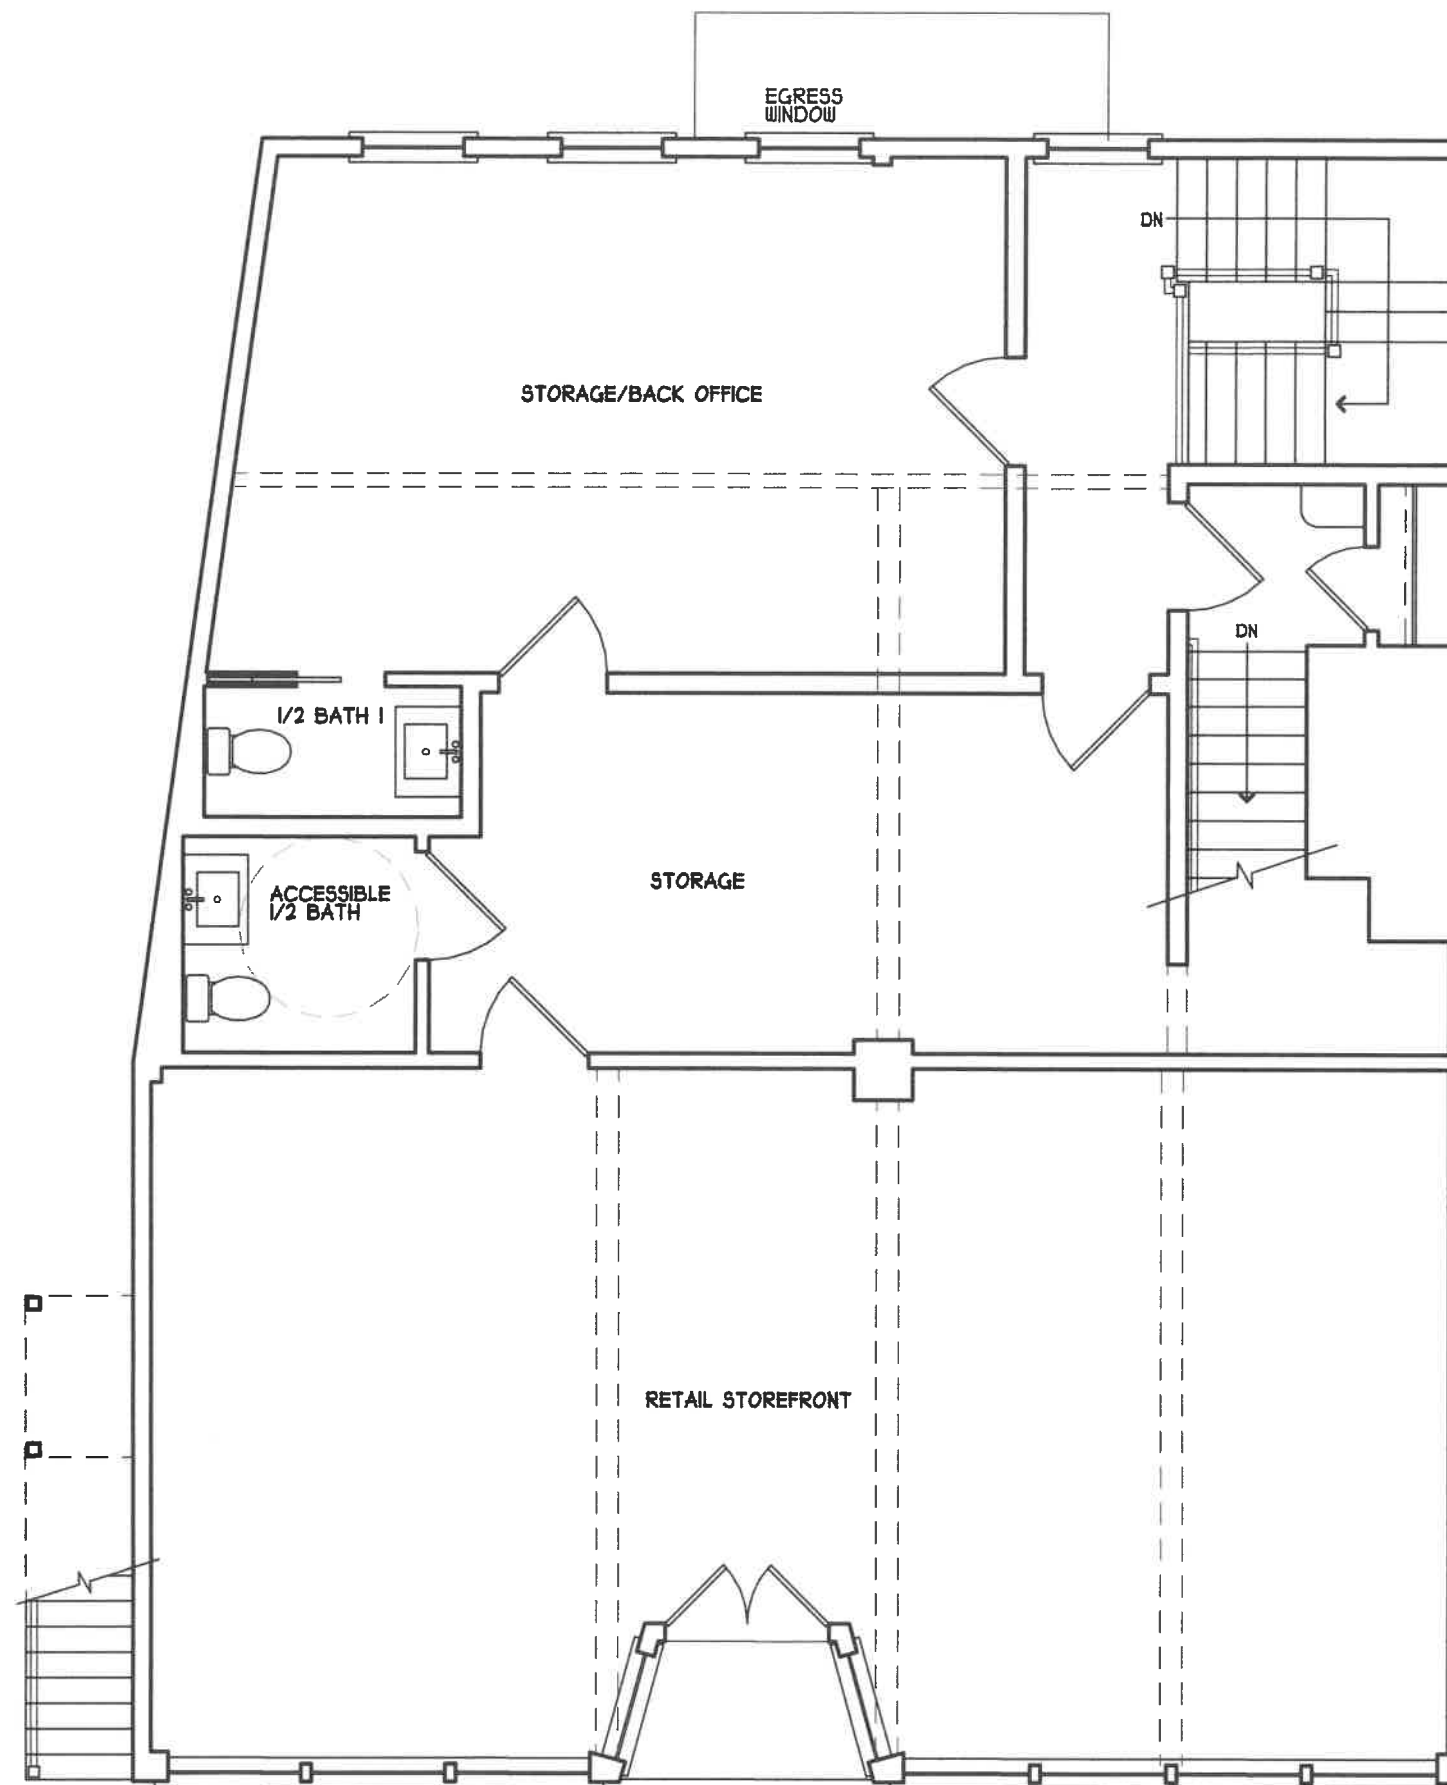 EGRESS
WINDOW
DN
STORAGE/BACK OFFICE
DN
1/2 BATH 1
STORAGE
ACCESSIBLE
1/2 BATH
RETAIL STOREFRONT